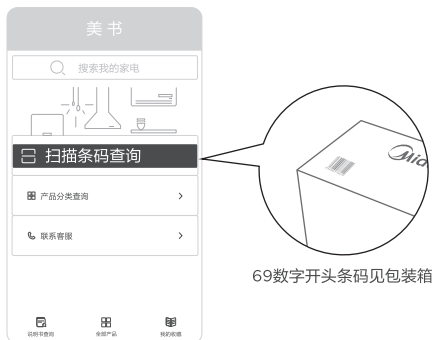 美书
搜索我的家电
扫描条码查询
产品分类查询
联系客服
说明书查询
全部产品
我的收藏
Midea
69数字开头条码见包装箱